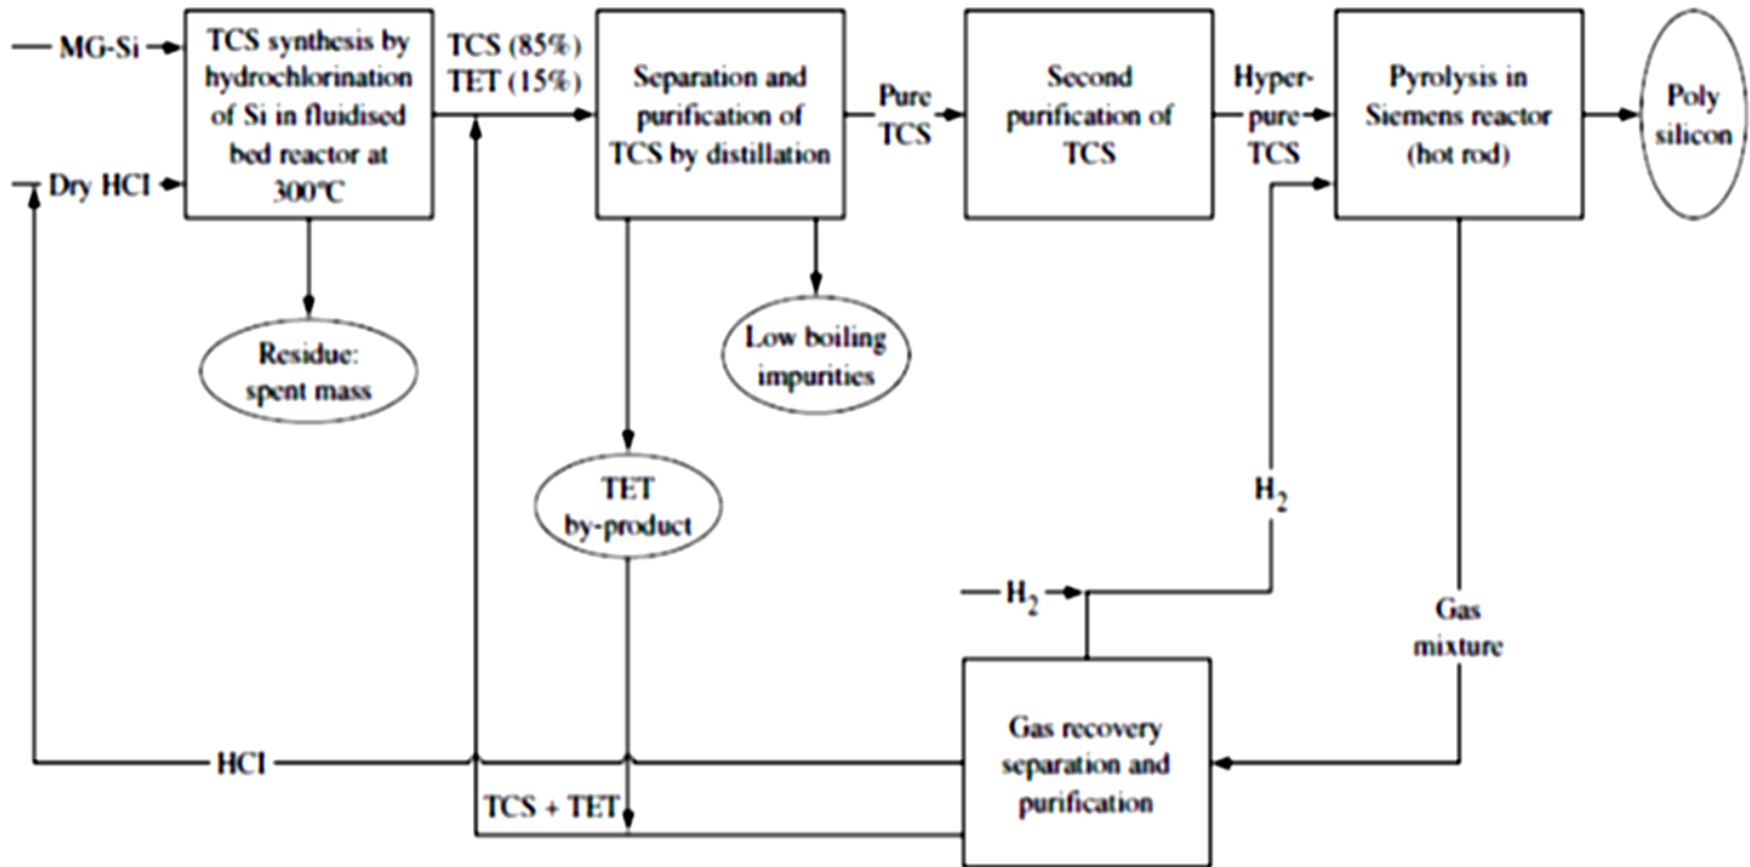 MG-Si
Dry HCl
TCS synthesis by
hydrochlorination
of Si in fluidised
bed reactor at
300°C
TCS (85%)
TET (15%)
Separation and
purification of
TCS by distillation
Pure
TCS
Second
purification of
TCS
Hyper-
pure
TCS
Pyrolysis in
Siemens reactor
(hot rod)
Poly
silicon
Residue:
spent mass
Low boiling
impurities
TET
by-product
H2
H2
Gas
mixture
Gas recovery
separation and
purification
HCl
TCS + TET